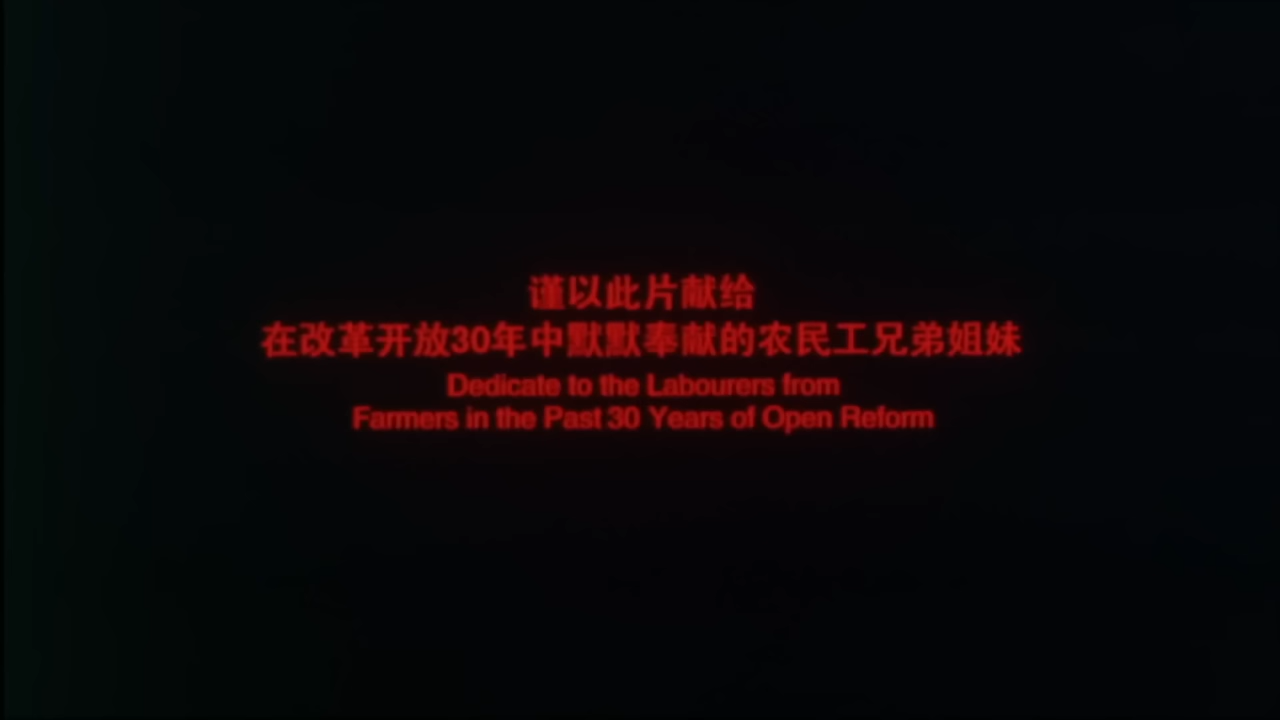 谨以此片献给
在改革开放30年中默默奉献的农民工兄弟姐妹
Dedicate to the Labourers from
Farmers in the Past 30 Years of Open Reform